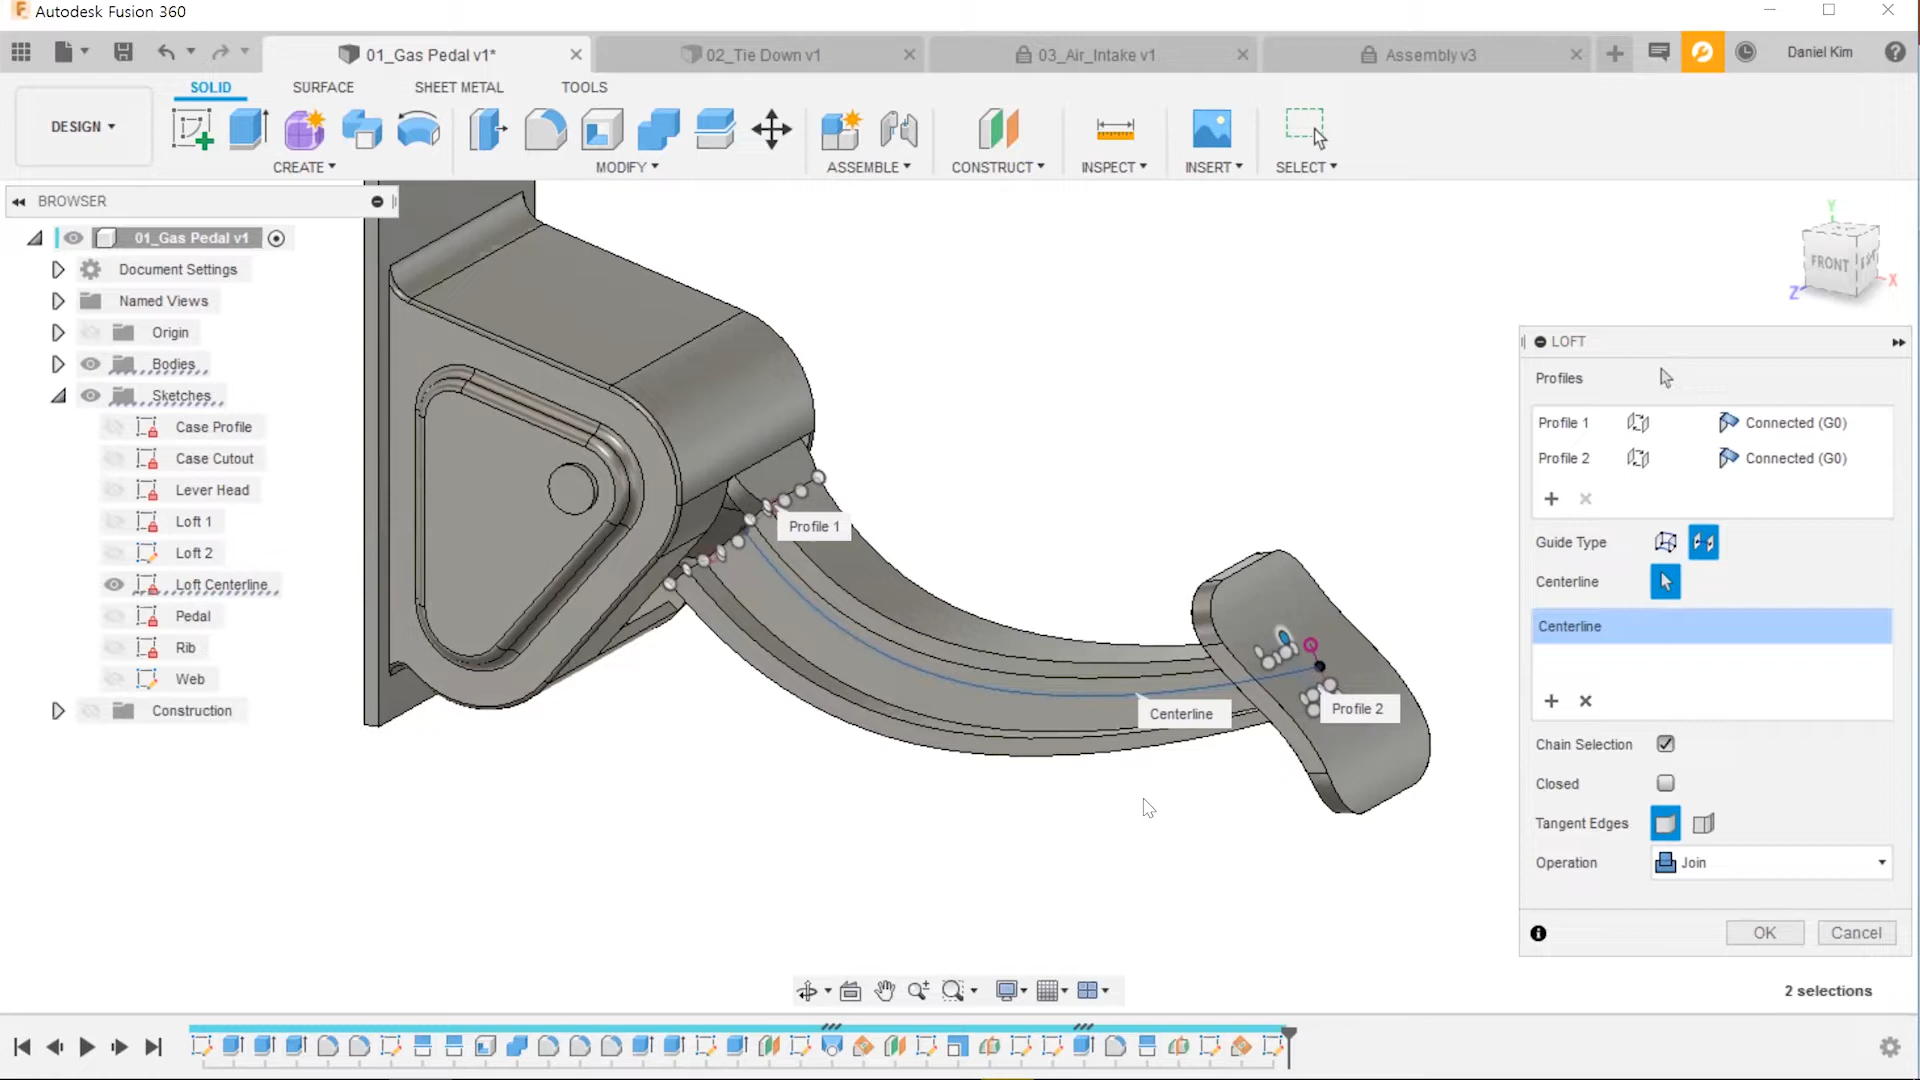 Autodesk Fusion 360
01_Gas Pedal v1*
02_Tie Down v1
03_Air_Intake v1
Assembly v3
Daniel Kim
SOLID
SURFACE
SHEET METAL
TOOLS
DESIGN
CREATE
MODIFY
ASSEMBLE
CONSTRUCT
INSPECT
INSERT
SELECT
BROWSER
01_Gas Pedal v1
Document Settings
Named Views
Origin
Bodies
Sketches
Case Profile
Case Cutout
Lever Head
Loft 1
Loft 2
Loft Centerline
Pedal
Rib
Web
Construction
Profile 1
Centerline
Profile 2
Y
FRONT
X
Z
LOFT
Profiles
Profile 1 Connected (G0)
Profile 2 Connected (G0)
Guide Type
Centerline
Centerline
Chain Selection
Closed
Tangent Edges
Operation Join
OK Cancel
2 selections